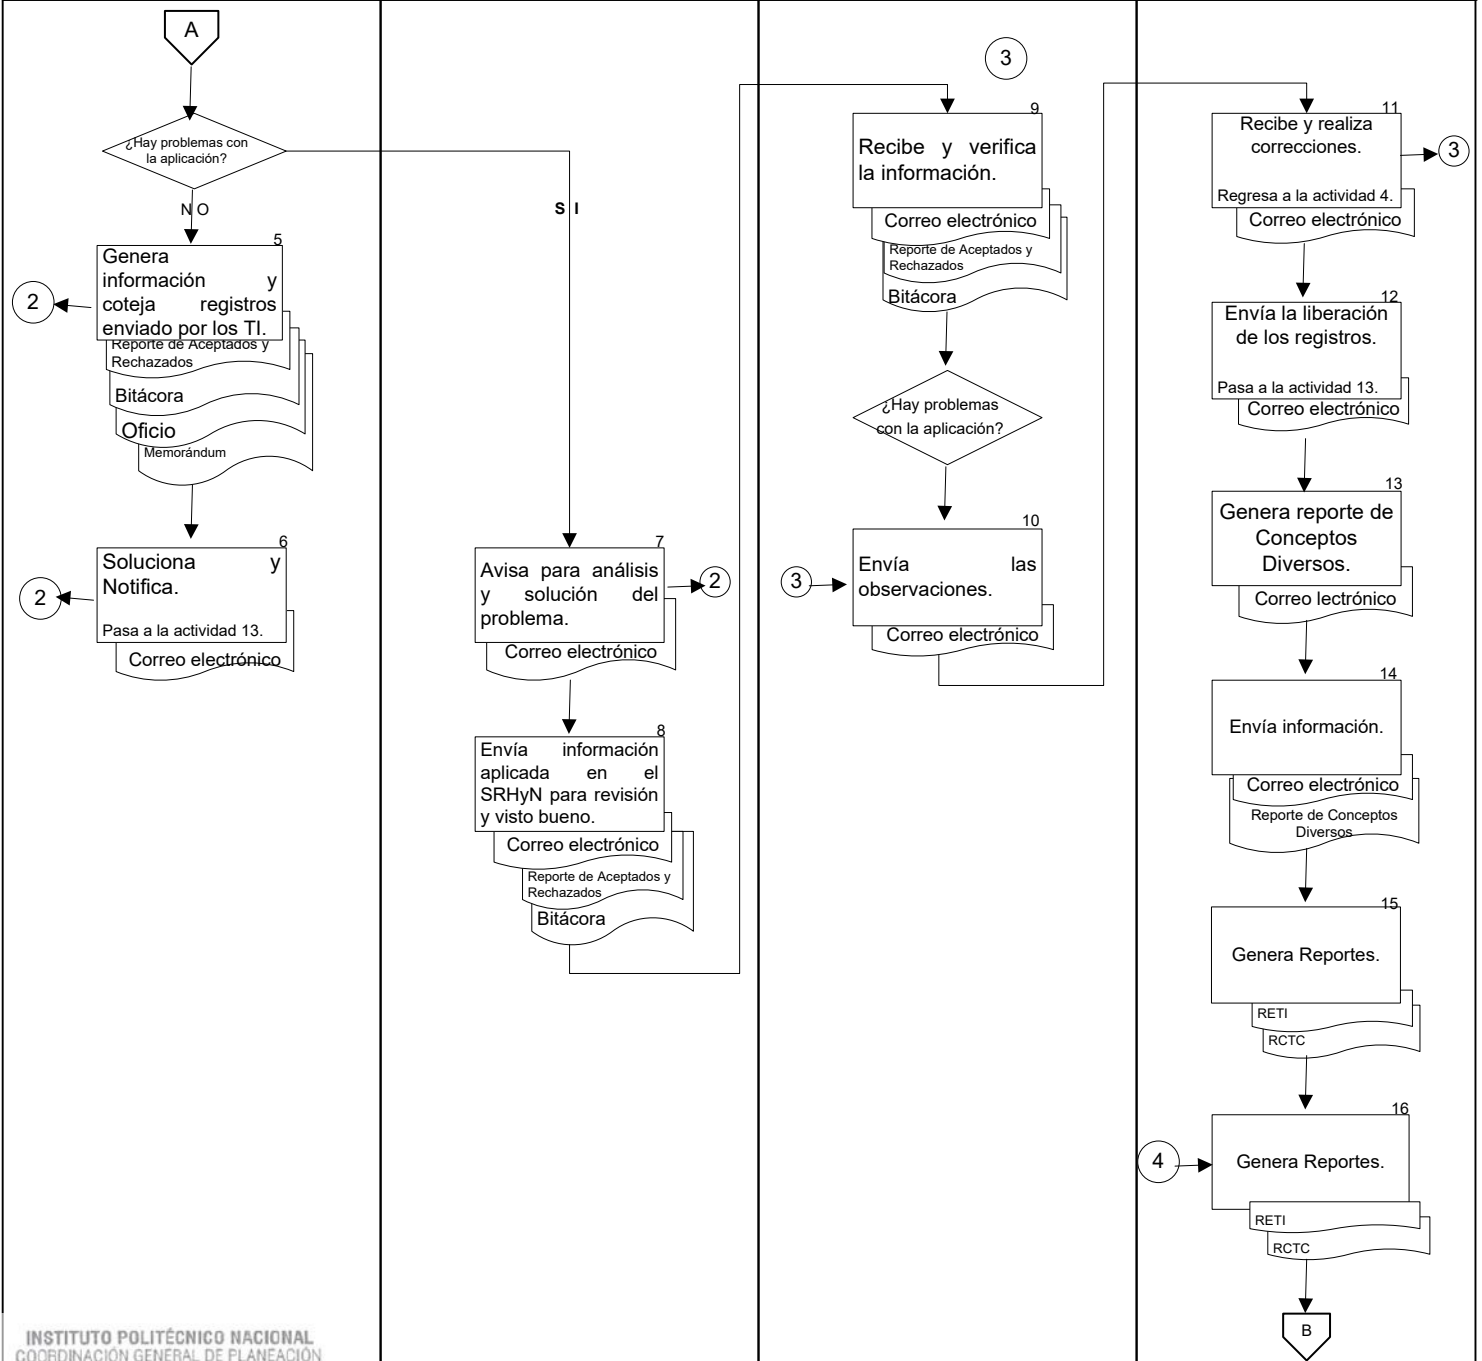 A
¿Hay problemas con
la aplicación?
N O
5
Genera
información y
coteja registros
enviado por los TI.
2
Reporte de Aceptados y
Rechazados
Bitácora
Oficio
Memorándum
6
Soluciona y
Notifica.
2
Pasa a la actividad 13.
Correo electrónico
S I
7
Avisa para análisis
y solución del
problema.
2
Correo electrónico
8
Envía información
aplicada en el
SRHyN para revisión
y visto bueno.
Correo electrónico
Reporte de Aceptados y
Rechazados
Bitácora
3
9
Recibe y verifica
la información.
Correo electrónico
Reporte de Aceptados y
Rechazados
Bitácora
¿Hay problemas
con la aplicación?
10
3
Envía las
observaciones.
Correo electrónico
11
Recibe y realiza
correcciones.
3
Regresa a la actividad 4.
Correo electrónico
12
Envía la liberación
de los registros.
Pasa a la actividad 13.
Correo electrónico
13
Genera reporte de
Conceptos
Diversos.
Correo lectrónico
14
Envía información.
Correo electrónico
Reporte de Conceptos
Diversos
15
Genera Reportes.
RETI
RCTC
16
4
Genera Reportes.
RETI
RCTC
B
INSTITUTO POLITÉCNICO NACIONAL
COORDINACIÓN GENERAL DE PLANEACIÓN